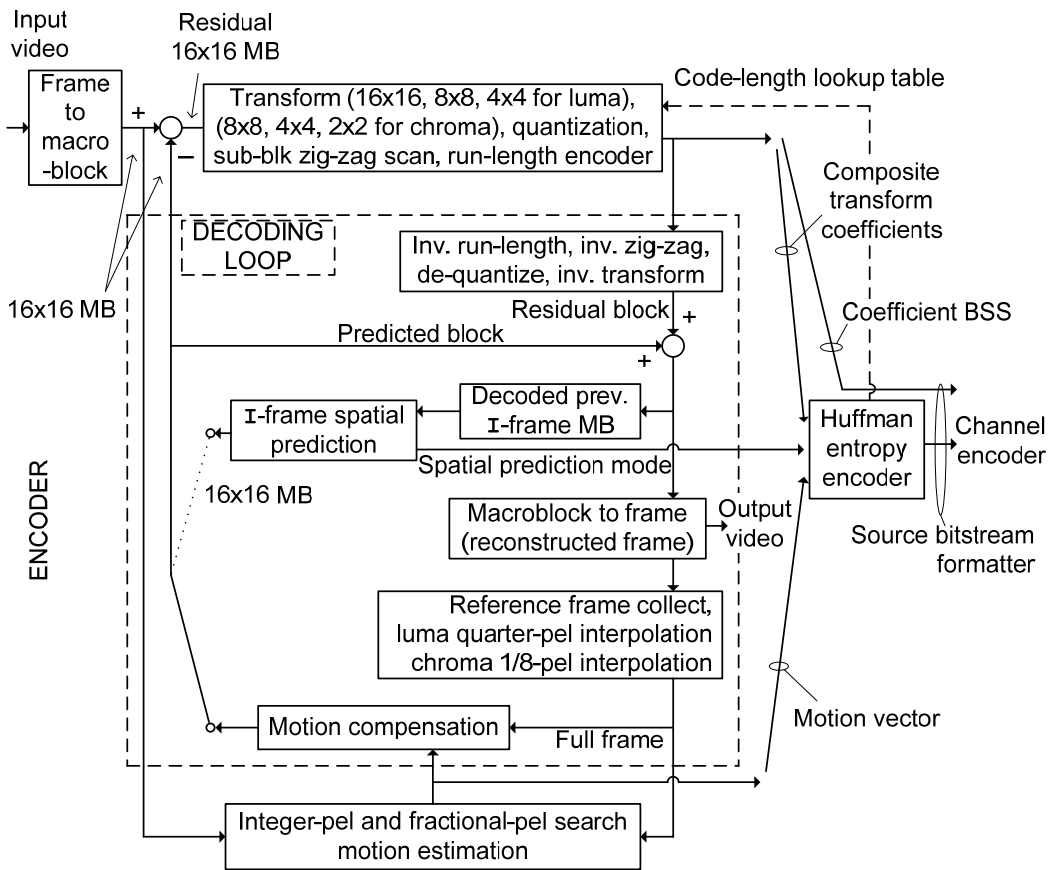 Input
video
Residual
16x16 MB
Frame
to
macro
-block
+
−
Transform (16x16, 8x8, 4x4 for luma),
(8x8, 4x4, 2x2 for chroma), quantization,
sub-blk zig-zag scan, run-length encoder
Code-length lookup table
Composite
transform
coefficients
DECODING
LOOP
Inv. run-length, inv. zig-zag,
de-quantize, inv. transform
16x16 MB
Residual block
+
Coefficient BSS
Predicted block
+
Decoded prev.
I-frame MB
I-frame spatial
prediction
Huffman
entropy
encoder
Channel
encoder
Spatial prediction mode
16x16 MB
ENCODER
Macroblock to frame
(reconstructed frame)
Output
video
Source bitstream
formatter
Reference frame collect,
luma quarter-pel interpolation
chroma 1/8-pel interpolation
Motion compensation
Full frame
Motion vector
Integer-pel and fractional-pel search
motion estimation